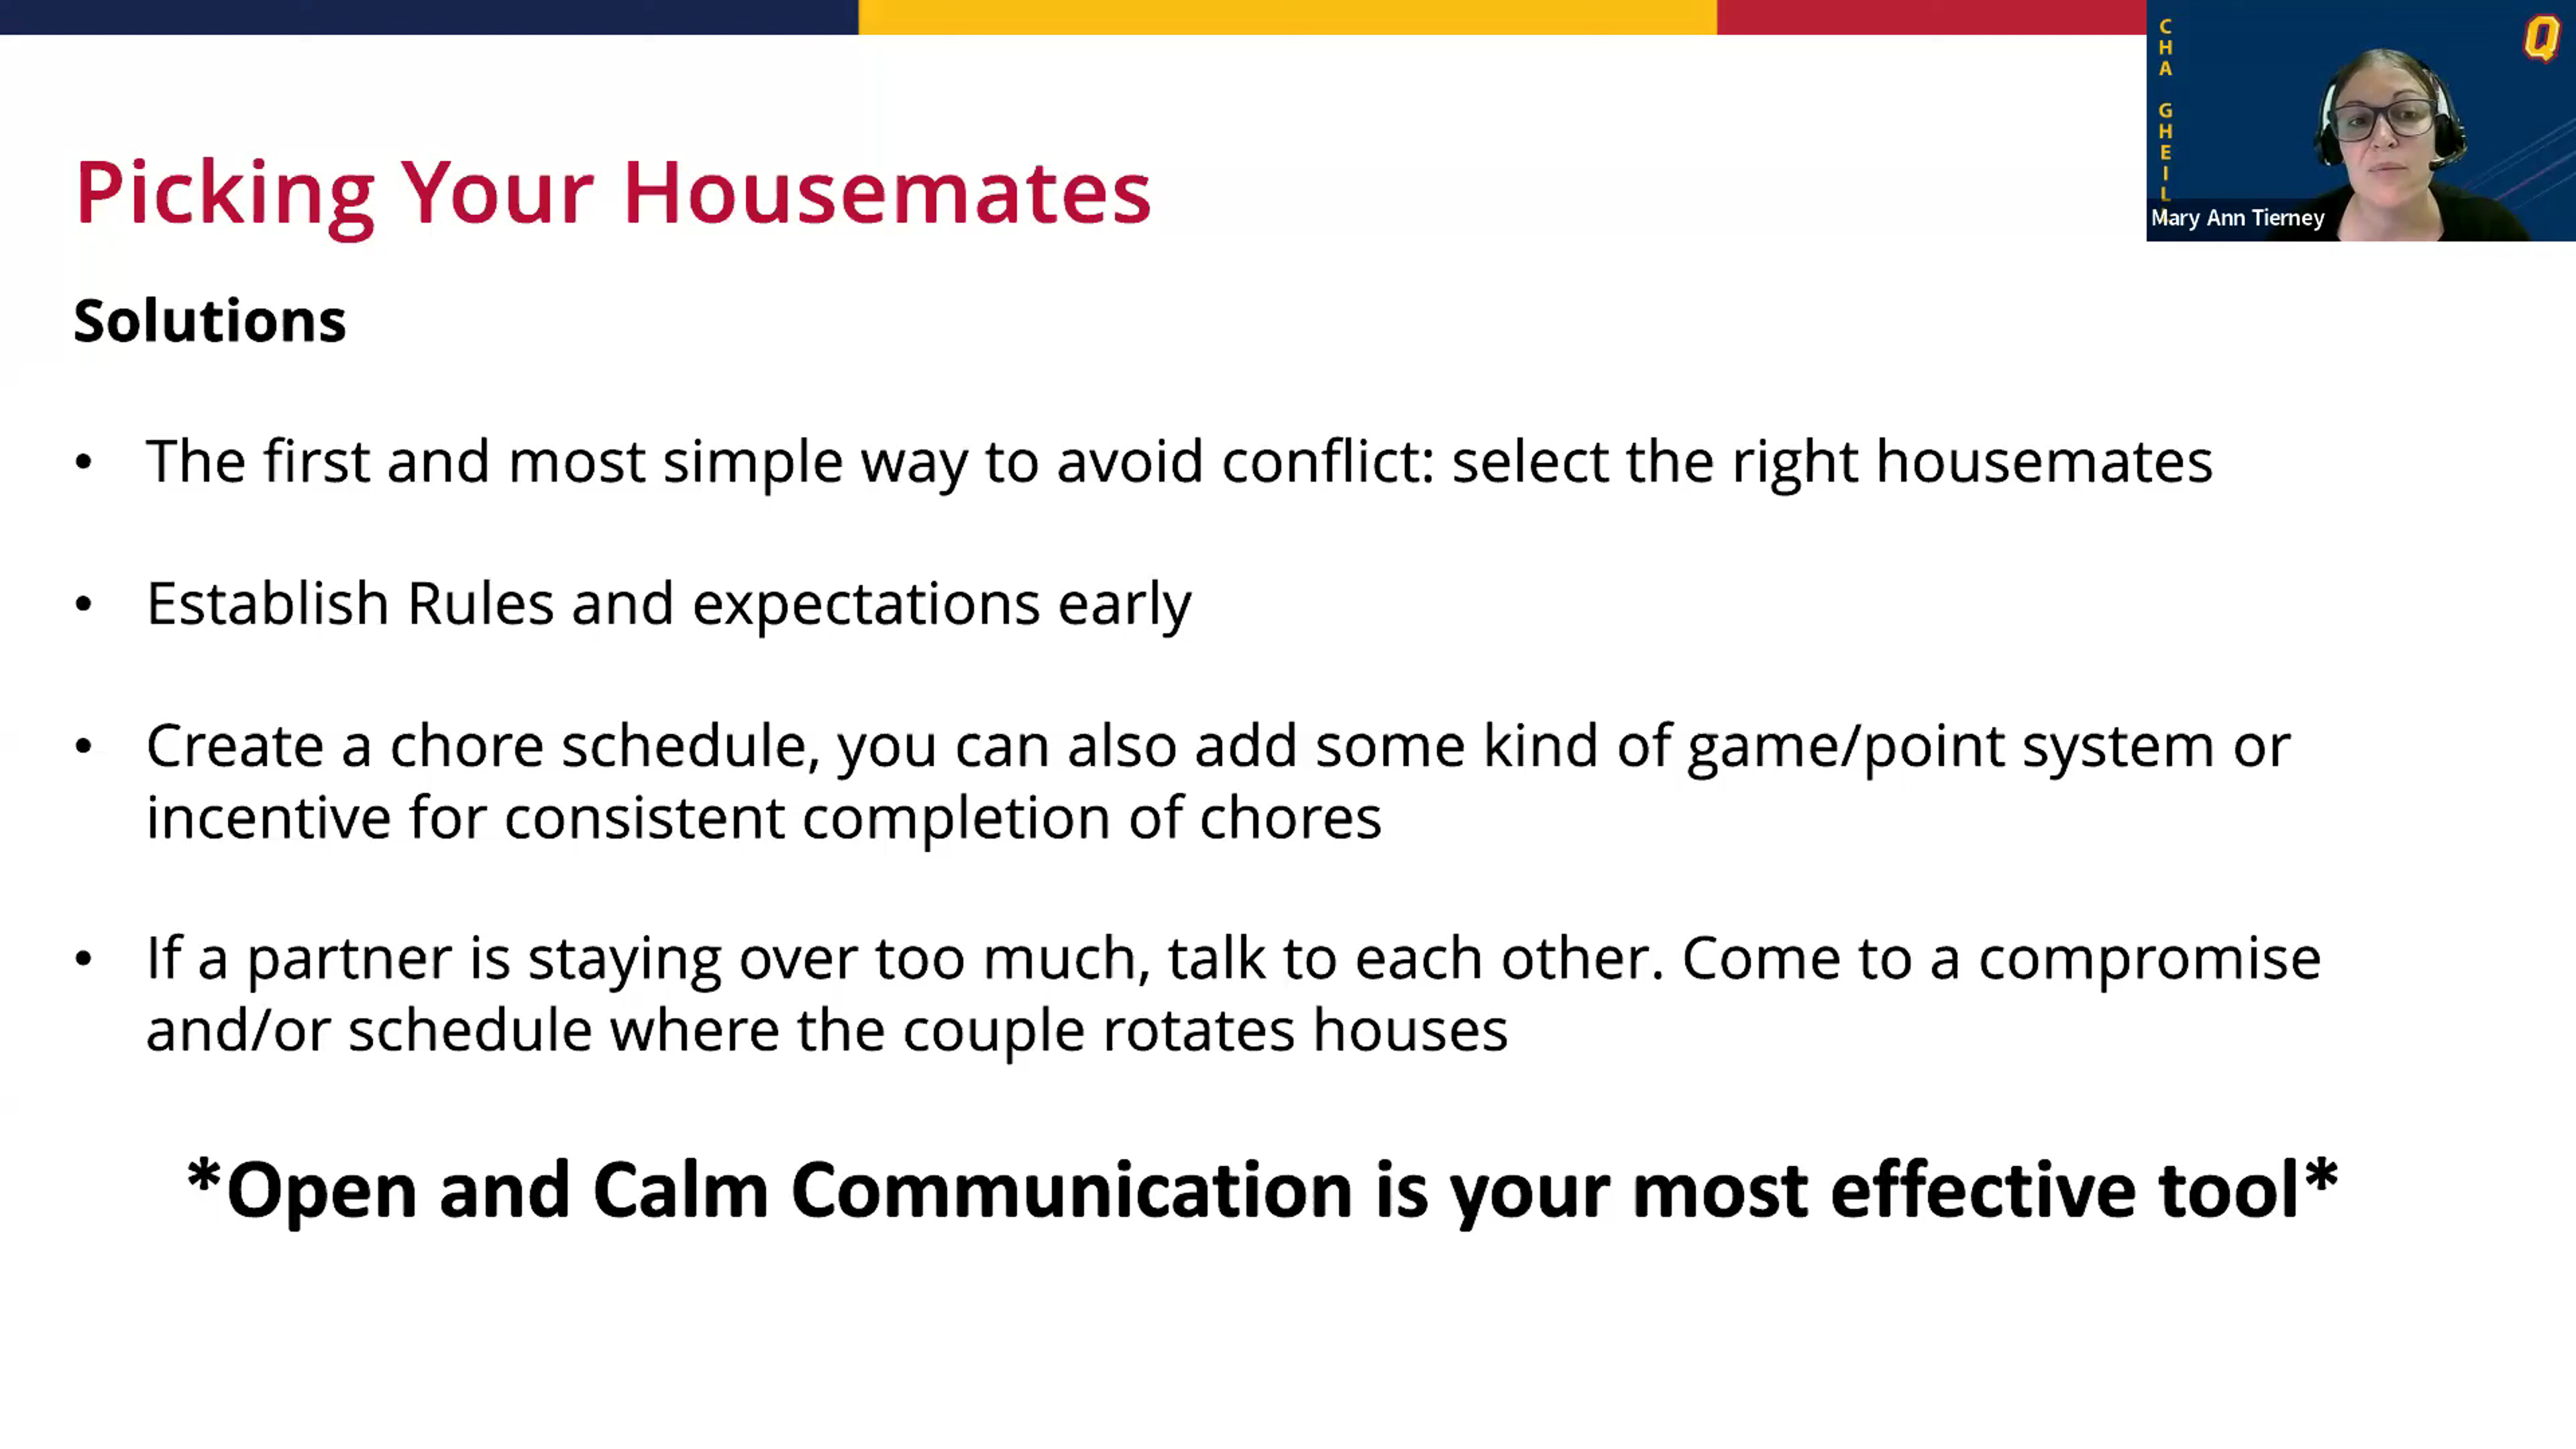 Picking Your Housemates
Solutions
• The first and most simple way to avoid conflict: select the right housemates
• Establish Rules and expectations early
• Create a chore schedule, you can also add some kind of game/point system or
incentive for consistent completion of chores
• If a partner is staying over too much, talk to each other. Come to a compromise
and/or schedule where the couple rotates houses
*Open and Calm Communication is your most effective tool*
CHA GHEIL
Q
Mary Ann Tierney